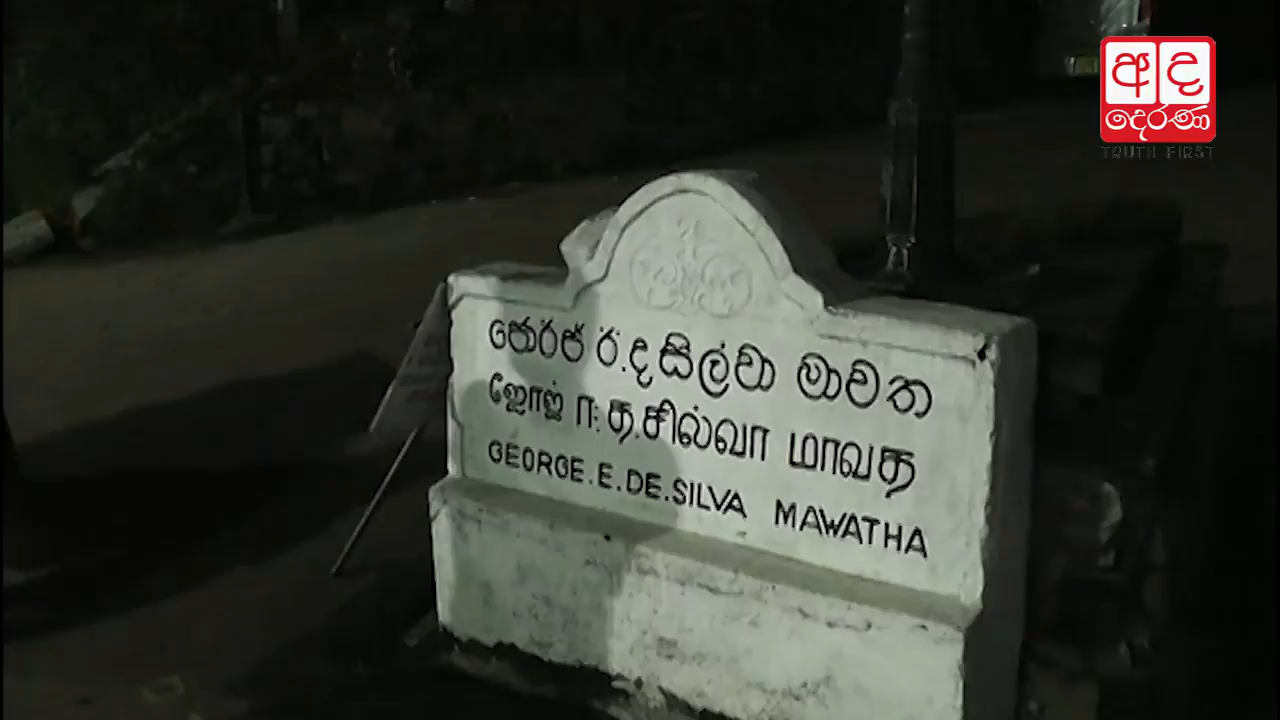 අද
දෙරණ
TRUTH FIRST
ජෝර්ජ් ඊ.ද සිල්වා මාවත
ஜோஜ் ஈ.த.சில்வா மாவத
GEORGE.E.DE.SILVA MAWATHA